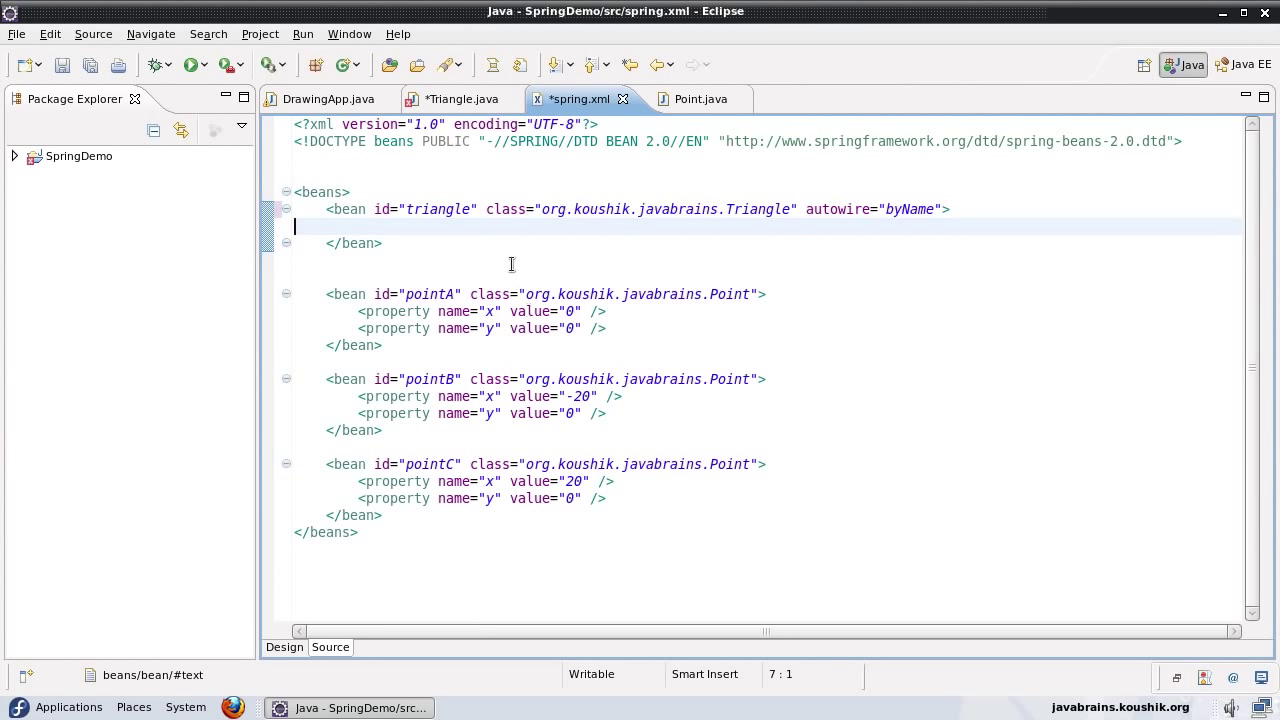 Java - SpringDemo/src/spring.xml - Eclipse
File Edit Source Navigate Search Project Run Window Help
Java Java EE
Package Explorer
DrawingApp.java *Triangle.java *spring.xml Point.java
SpringDemo
<?xml version="1.0" encoding="UTF-8"?>
<!DOCTYPE beans PUBLIC "-//SPRING//DTD BEAN 2.0//EN" "http://www.springframework.org/dtd/spring-beans-2.0.dtd">
<beans>
<bean id="triangle" class="org.koushik.javabrains.Triangle" autowire="byName">
</bean>
<bean id="pointA" class="org.koushik.javabrains.Point">
<property name="x" value="0" />
<property name="y" value="0" />
</bean>
<bean id="pointB" class="org.koushik.javabrains.Point">
<property name="x" value="-20" />
<property name="y" value="0" />
</bean>
<bean id="pointC" class="org.koushik.javabrains.Point">
<property name="x" value="20" />
<property name="y" value="0" />
</bean>
</beans>
Design Source
beans/bean/#text Writable Smart Insert 7 : 1
Applications Places System Java - SpringDemo/src... javabrains.koushik.org